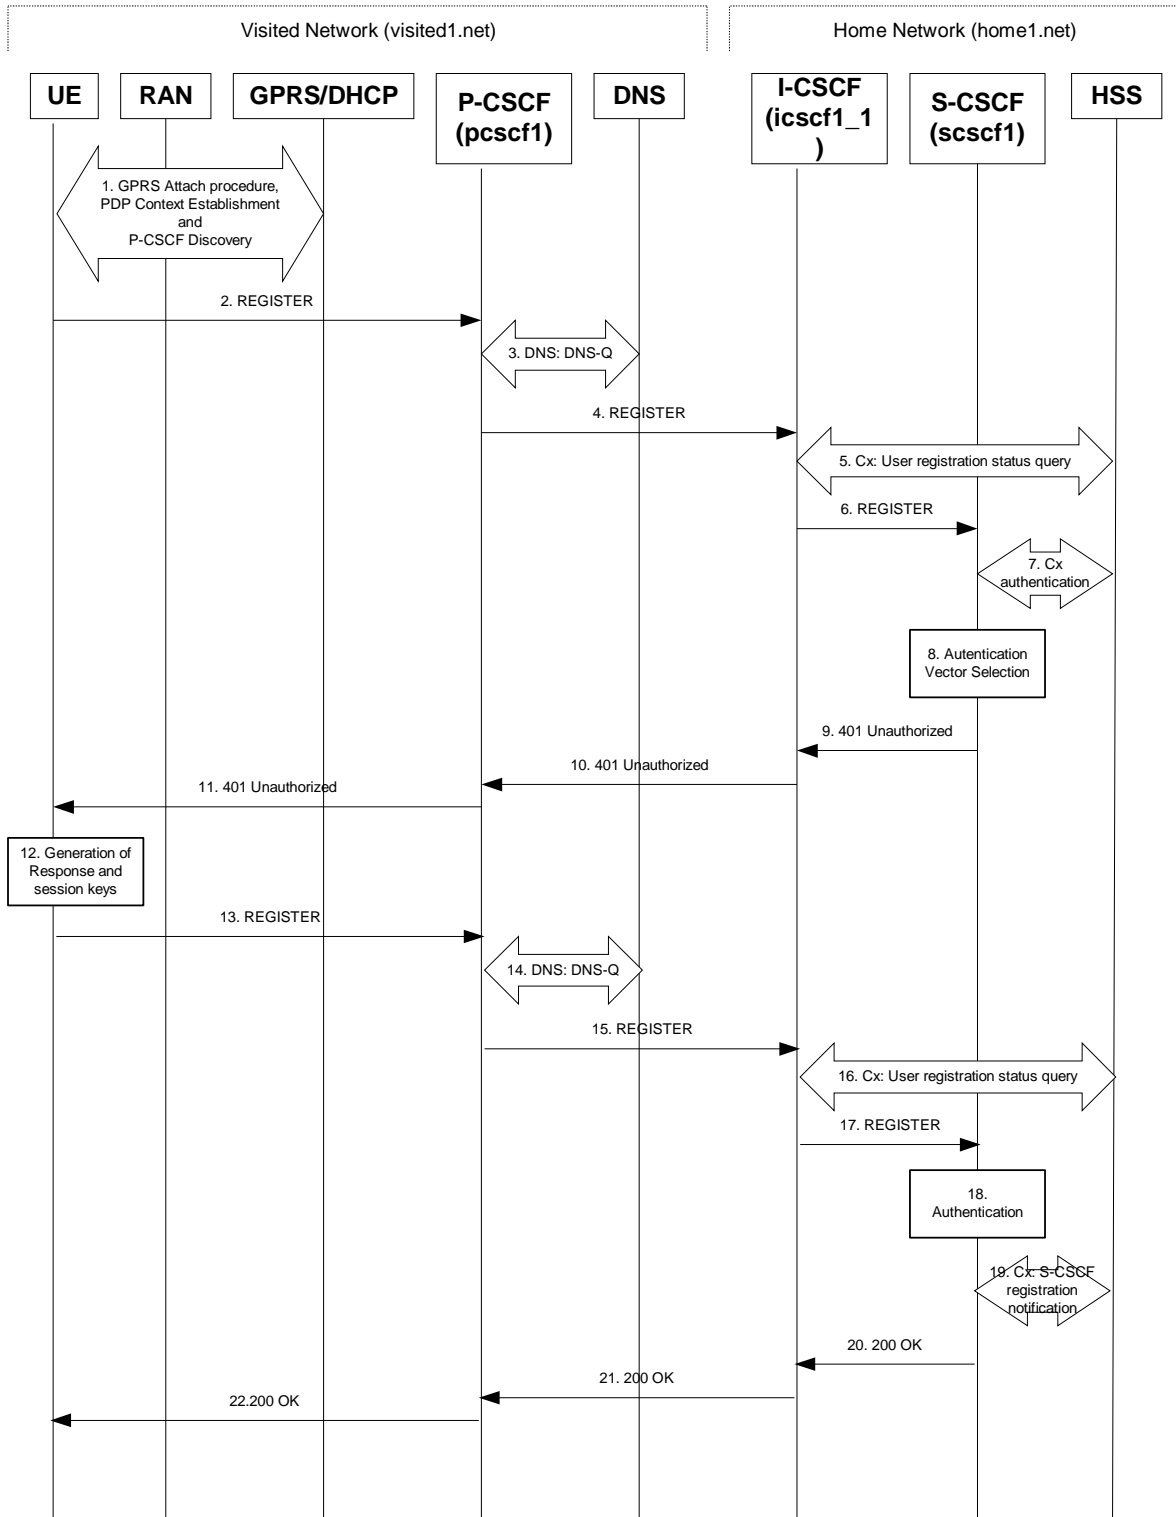 Visited Network (visited1.net)
Home Network (home1.net)
UE
RAN
GPRS/DHCP
P-CSCF
(pcscf1)
DNS
I-CSCF
(icscf1_1
)
S-CSCF
(scscf1)
HSS
1. GPRS Attach procedure,
PDP Context Establishment
and
P-CSCF Discovery
2. REGISTER
3. DNS: DNS-Q
4. REGISTER
5. Cx: User registration status query
6. REGISTER
7. Cx
authentication
8. Autentication
Vector Selection
9. 401 Unauthorized
10. 401 Unauthorized
11. 401 Unauthorized
12. Generation of
Response and
session keys
13. REGISTER
14. DNS: DNS-Q
15. REGISTER
16. Cx: User registration status query
17. REGISTER
18.
Authentication
19. Cx: S-CSCF
registration
notification
20. 200 OK
21. 200 OK
22.200 OK